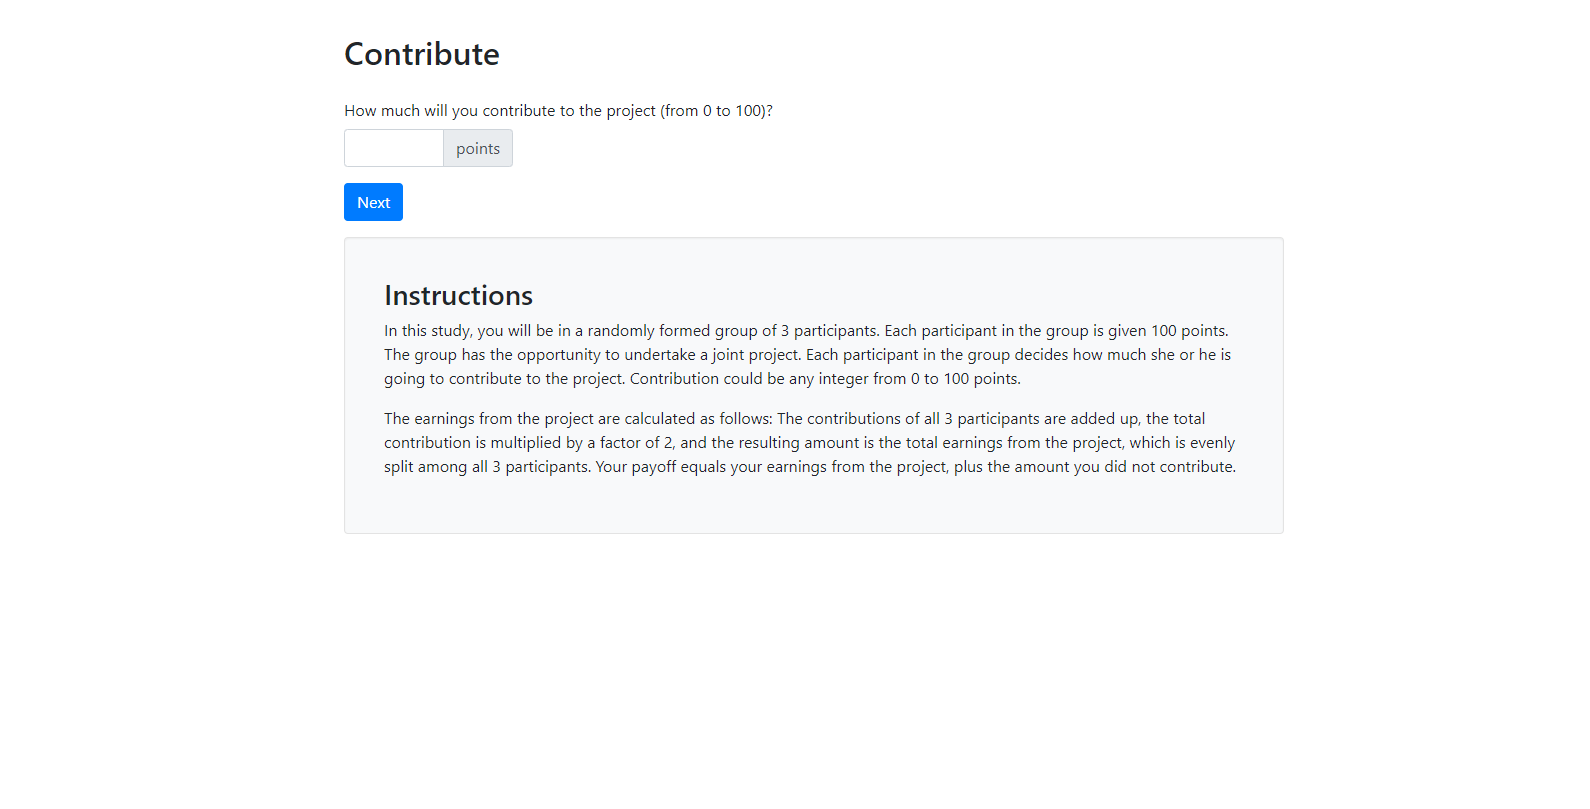 Contribute
How much will you contribute to the project (from 0 to 100)?
points
Next
Instructions
In this study, you will be in a randomly formed group of 3 participants. Each participant in the group is given 100 points.
The group has the opportunity to undertake a joint project. Each participant in the group decides how much she or he is
going to contribute to the project. Contribution could be any integer from 0 to 100 points.
The earnings from the project are calculated as follows: The contributions of all 3 participants are added up, the total
contribution is multiplied by a factor of 2, and the resulting amount is the total earnings from the project, which is evenly
split among all 3 participants. Your payoff equals your earnings from the project, plus the amount you did not contribute.